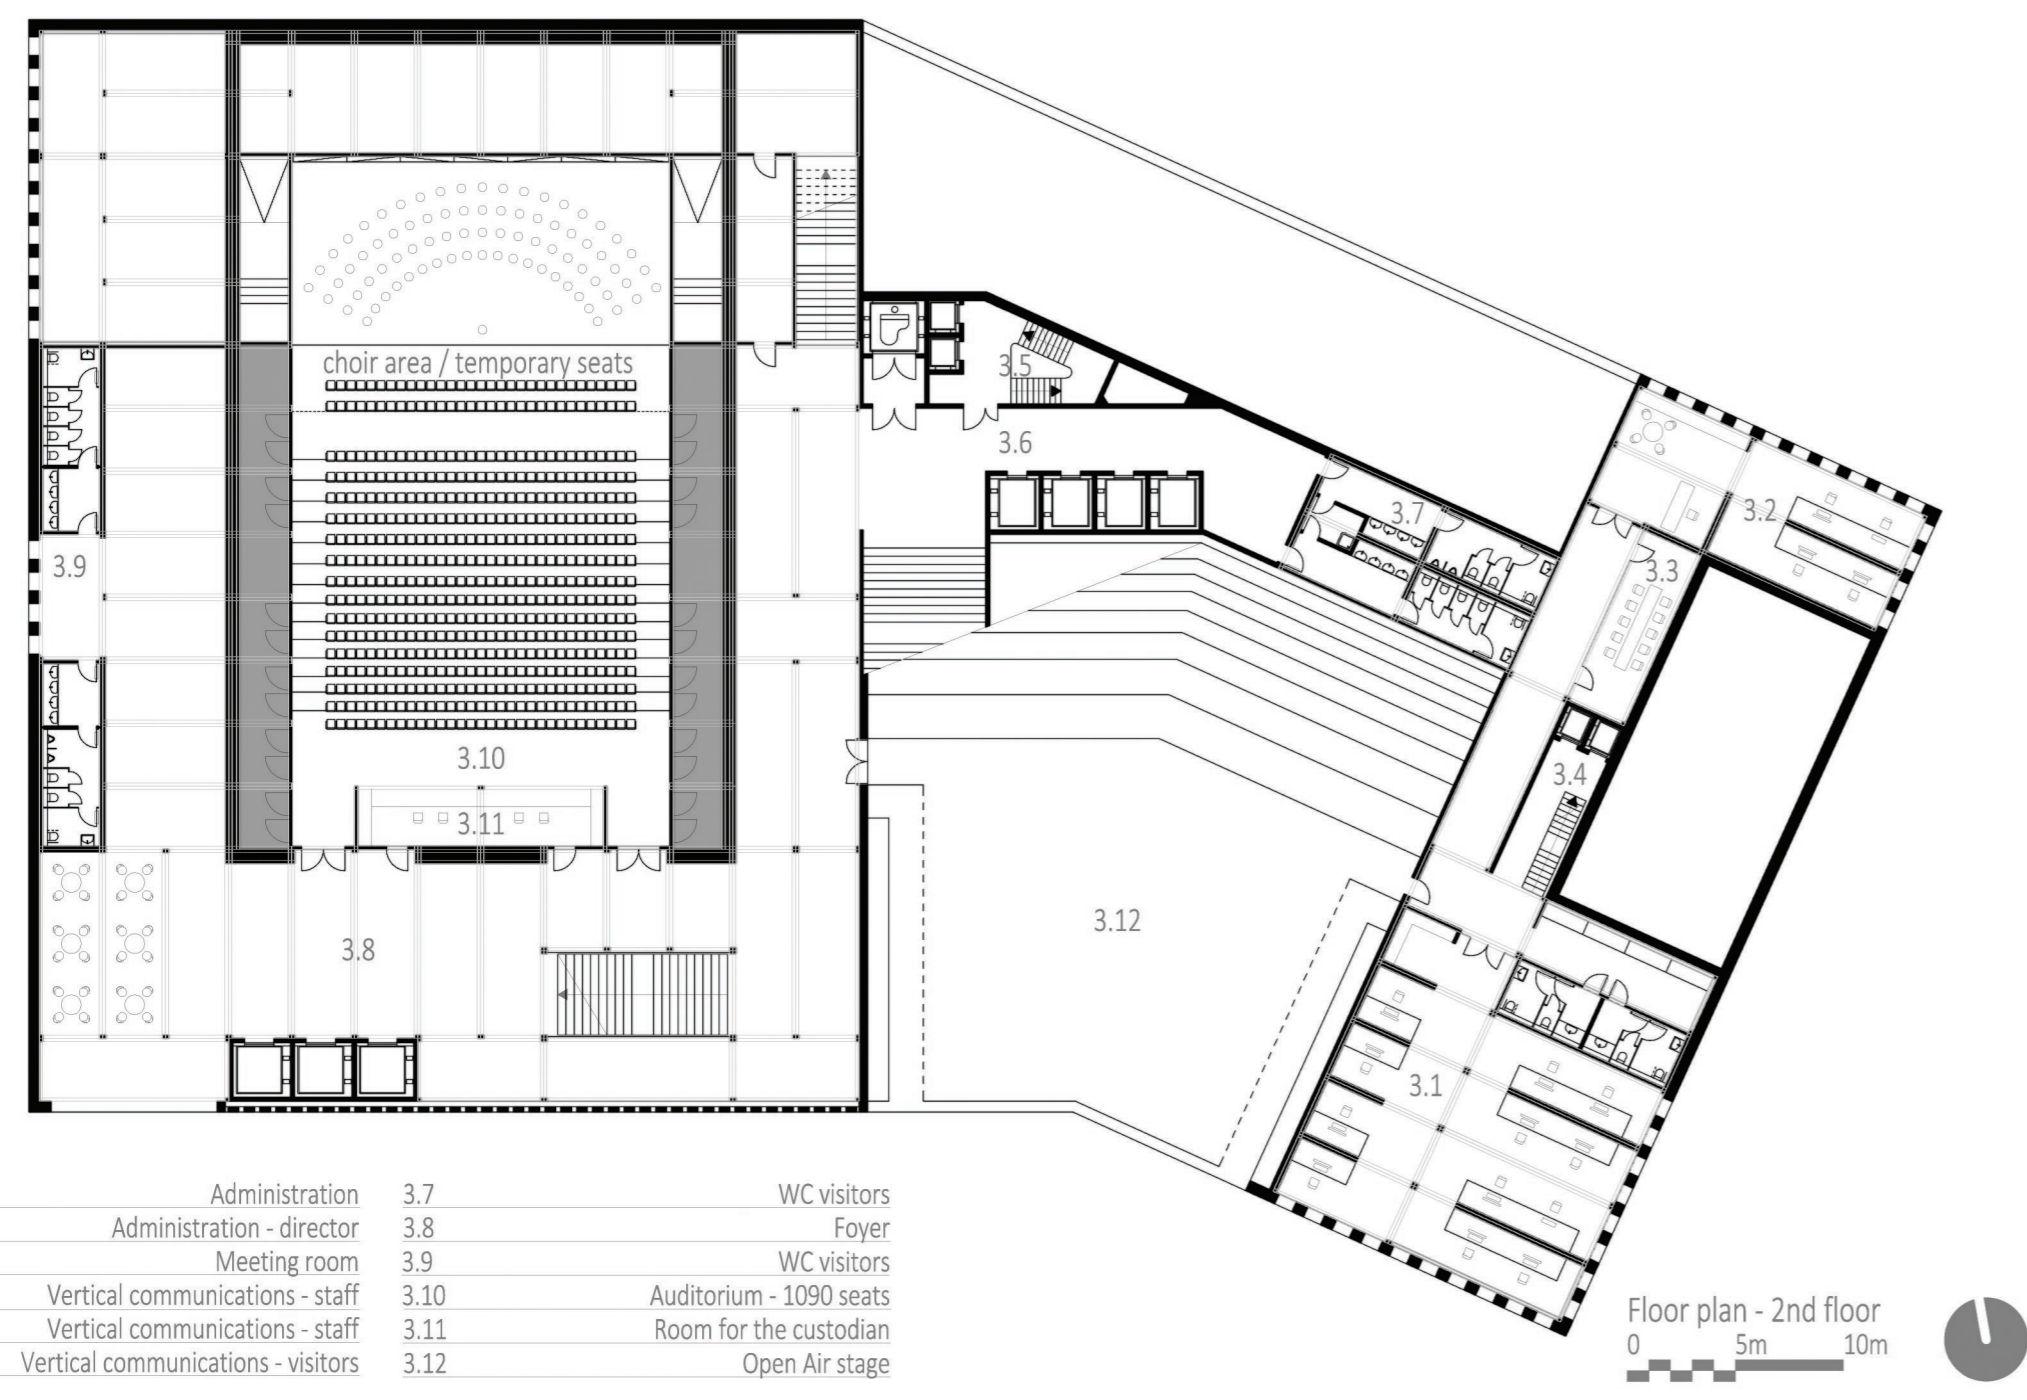 choir area / temporary seats
3.5
3.6
3.7
3.2
3.3
3.9
3.10
3.4
3.11
3.12
3.8
3.1
Administration 3.7 WC visitors
Administration - director 3.8 Foyer
Meeting room 3.9 WC visitors
Vertical communications - staff 3.10 Auditorium - 1090 seats
Vertical communications - staff 3.11 Room for the custodian
Vertical communications - visitors 3.12 Open Air stage
Floor plan - 2nd floor
0 5m 10m